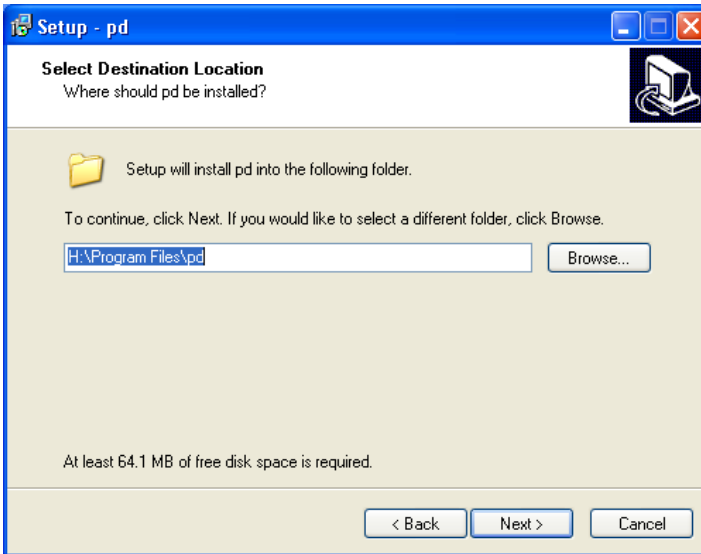 Setup - pd
Select Destination Location
Where should pd be installed?
Setup will install pd into the following folder.
To continue, click Next. If you would like to select a different folder, click Browse.
H:\Program Files\pd
Browse...
At least 64.1 MB of free disk space is required.
< Back
Next >
Cancel